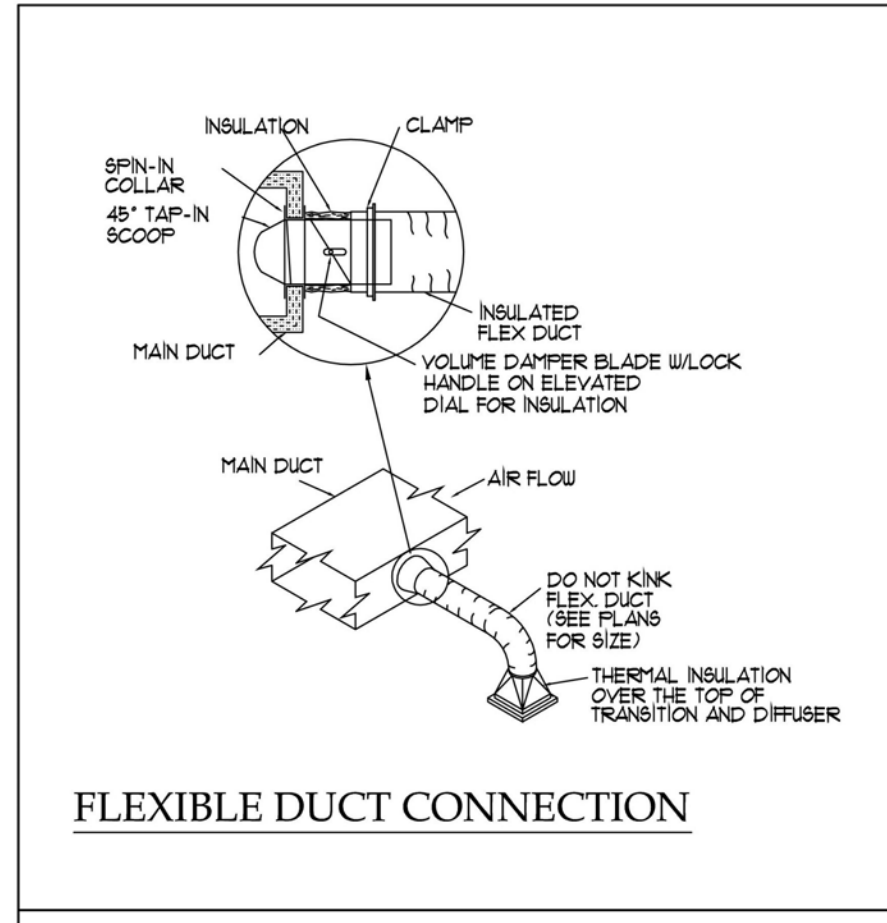 INSULATION
CLAMP
SPIN-IN
COLLAR
45° TAP-IN
SCOOP
INSULATED
FLEX DUCT
MAIN DUCT
VOLUME DAMPER BLADE W/LOCK
HANDLE ON ELEVATED
DIAL FOR INSULATION
MAIN DUCT
AIR FLOW
DO NOT KINK
FLEX. DUCT
(SEE PLANS
FOR SIZE)
THERMAL INSULATION
OVER THE TOP OF
TRANSITION AND DIFFUSER
FLEXIBLE DUCT CONNECTION